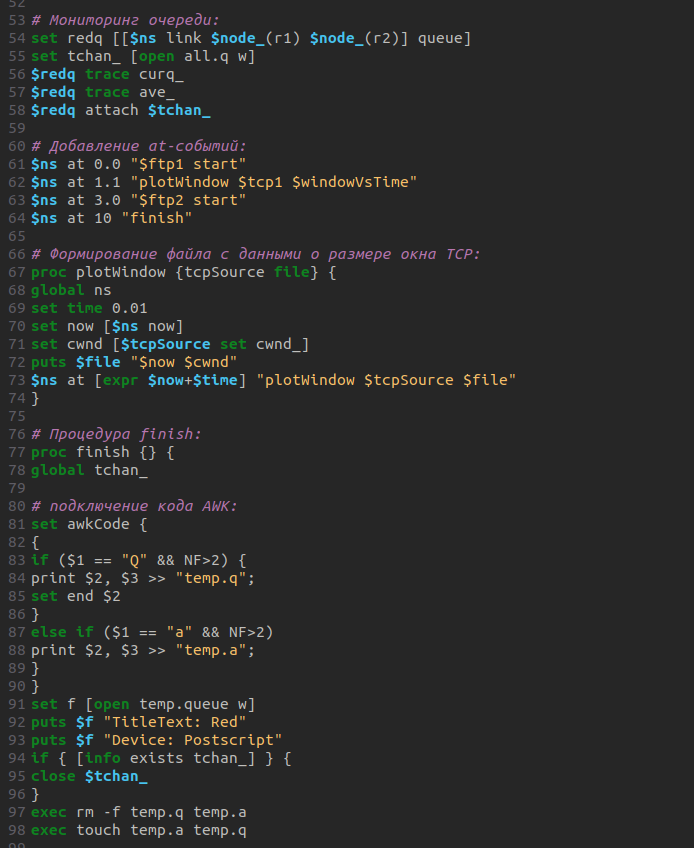 52
53 # Мониторинг очереди:
54 set redq [[$ns link $node_(r1) $node_(r2)] queue]
55 set tchan_ [open all.q w]
56 $redq trace curq_
57 $redq trace ave_
58 $redq attach $tchan_
59
60 # Добавление at-событий:
61 $ns at 0.0 "$ftp1 start"
62 $ns at 1.1 "plotWindow $tcp1 $windowVsTime"
63 $ns at 3.0 "$ftp2 start"
64 $ns at 10 "finish"
65
66 # Формирование файла с данными о размере окна TCP:
67 proc plotWindow {tcpSource file} {
68 global ns
69 set time 0.01
70 set now [$ns now]
71 set cwnd [$tcpSource set cwnd_]
72 puts $file "$now $cwnd"
73 $ns at [expr $now+$time] "plotWindow $tcpSource $file"
74 }
75
76 # Процедура finish:
77 proc finish {} {
78 global tchan_
79
80 # подключение кода AWK:
81 set awkCode {
82 {
83 if ($1 == "Q" && NF>2) {
84 print $2, $3 >> "temp.q";
85 set end $2
86 }
87 else if ($1 == "a" && NF>2)
88 print $2, $3 >> "temp.a";
89 }
90 }
91 set f [open temp.queue w]
92 puts $f "TitleText: Red"
93 puts $f "Device: Postscript"
94 if { [info exists tchan_] } {
95 close $tchan_
96 }
97 exec rm -f temp.q temp.a
98 exec touch temp.a temp.q
99